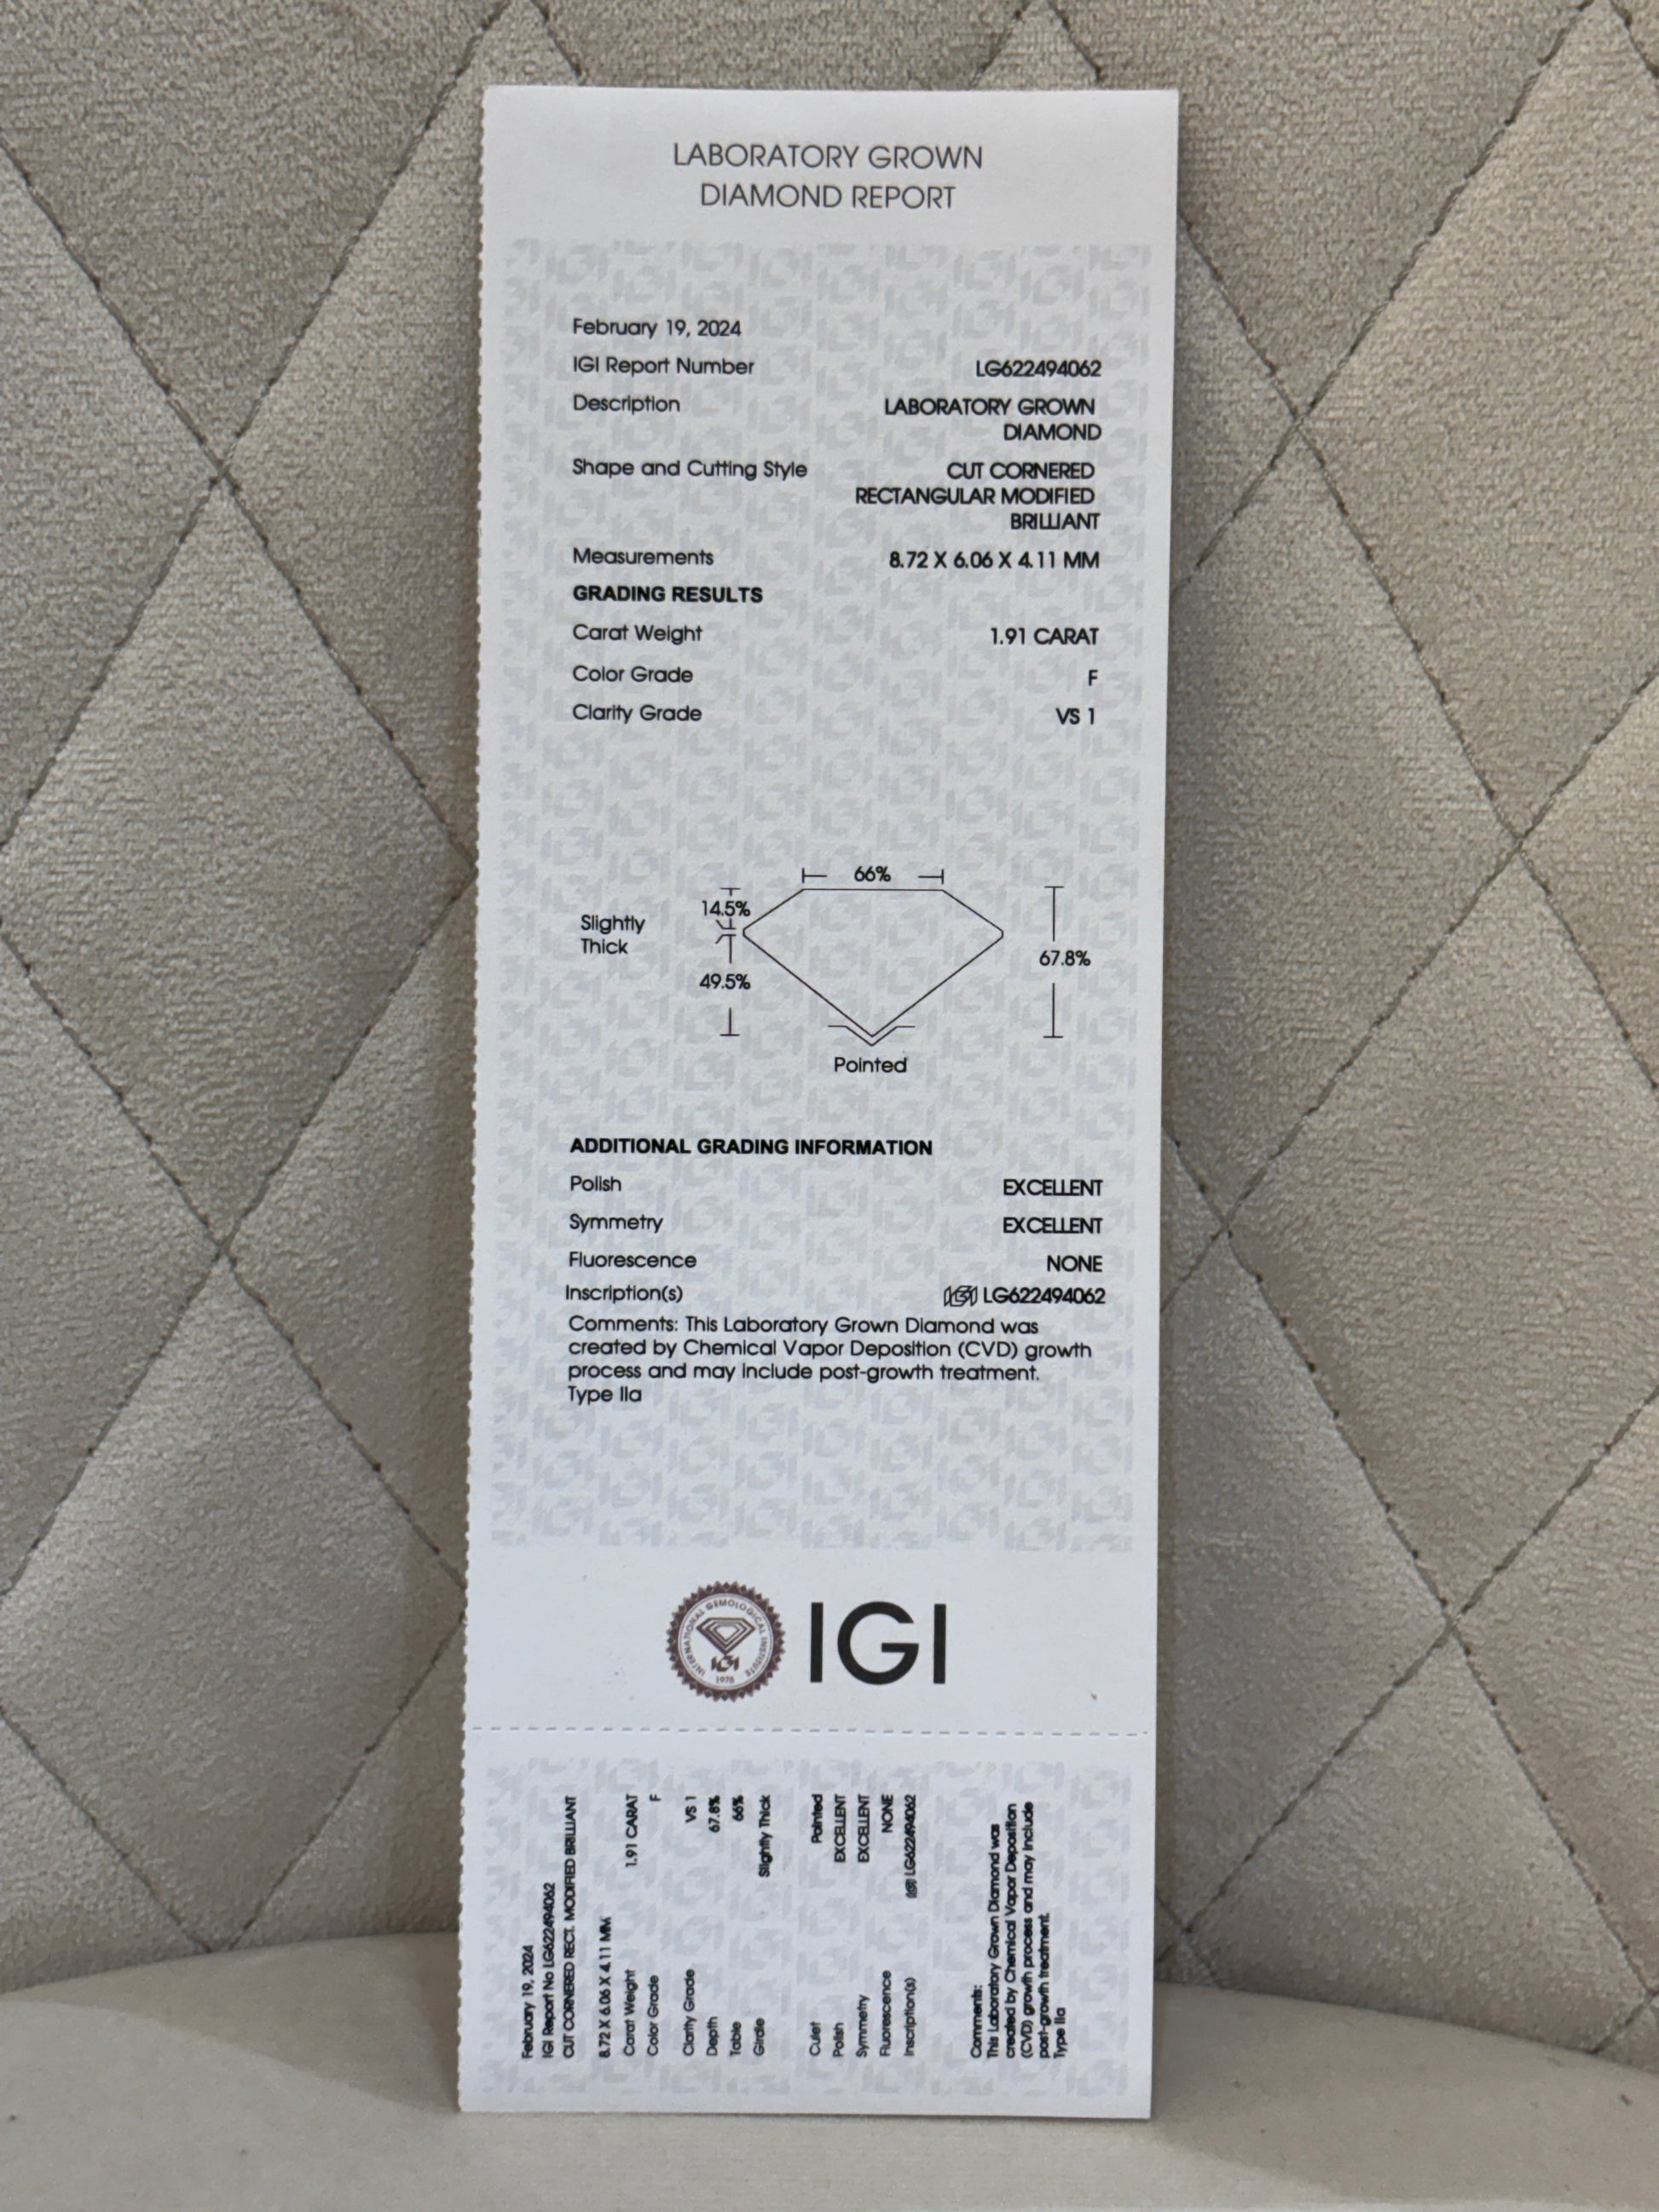 LABORATORY GROWN
DIAMOND REPORT
February 19, 2024
IGI Report Number LG622494062
Description LABORATORY GROWN
DIAMOND
Shape and Cutting Style CUT CORNERED
RECTANGULAR MODIFIED
BRILLIANT
Measurements 8.72 X 6.06 X 4.11 MM
GRADING RESULTS
Carat Weight 1.91 CARAT
Color Grade F
Clarity Grade VS 1
66%
14.5%
Slightly
Thick
67.8%
49.5%
Pointed
ADDITIONAL GRADING INFORMATION
Polish EXCELLENT
Symmetry EXCELLENT
Fluorescence NONE
Inscription(s) IGI LG622494062
Comments: This Laboratory Grown Diamond was
created by Chemical Vapor Deposition (CVD) growth
process and may include post-growth treatment.
Type IIa
INTERNATIONAL GEMOLOGICAL INSTITUTE
IGI
1975
IGI
February 19, 2024
IGI Report No LG622494062
CUT CORNERED RECT. MODIFIED BRILLIANT
8.72 X 6.06 X 4.11 MM
Carat Weight 1.91 CARAT
Color Grade F
Clarity Grade VS 1
Depth 67.8%
Table 66%
Girdle Slightly Thick
Culet Pointed
Polish EXCELLENT
Symmetry EXCELLENT
Fluorescence NONE
Inscription(s) IGI LG622494062
Comments:
This Laboratory Grown Diamond was
created by Chemical Vapor Deposition
(CVD) growth process and may include
post-growth treatment.
Type IIa